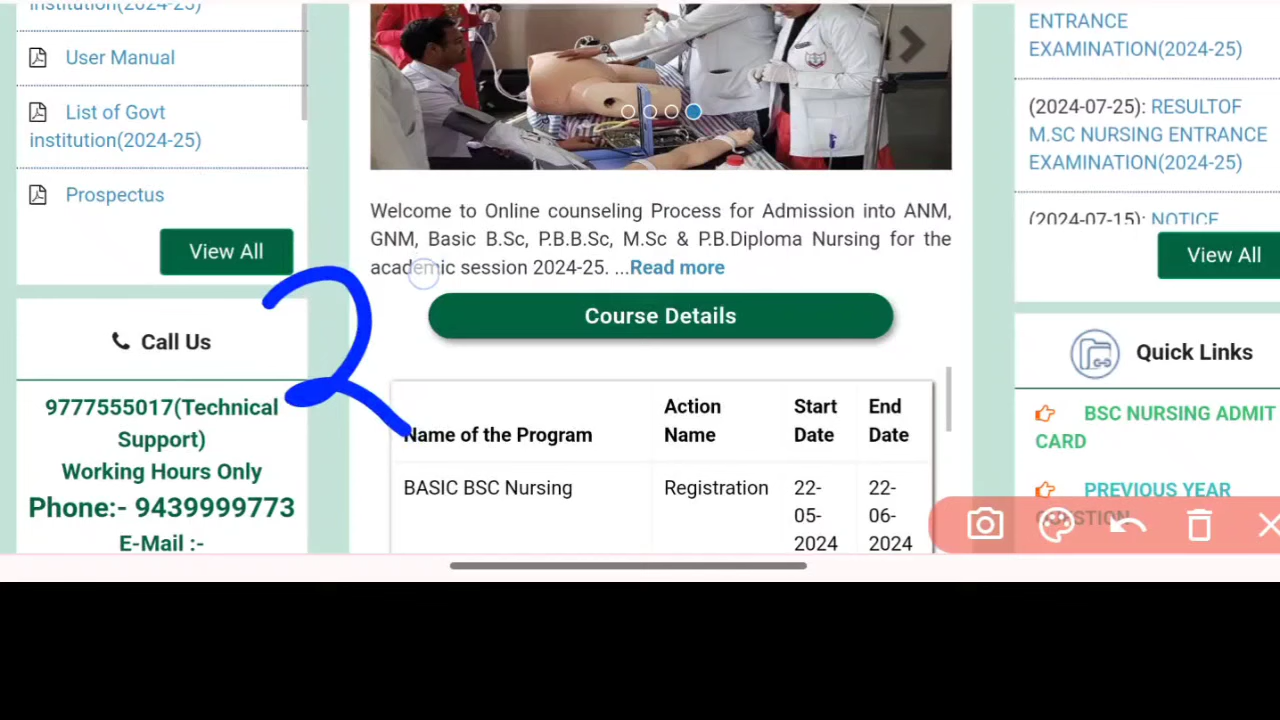 institution(2024-25)
User Manual
List of Govt
institution(2024-25)
Prospectus
View All
Call Us
9777555017(Technical
Support)
Working Hours Only
Phone:- 9439999773
E-Mail :-
2
Welcome to Online counseling Process for Admission into ANM,
GNM, Basic B.Sc, P.B.B.Sc, M.Sc & P.B.Diploma Nursing for the
academic session 2024-25. ...Read more
Course Details
Name of the Program Action Name Start Date End Date
BASIC BSC Nursing Registration 22-05-2024 22-06-2024
ENTRANCE
EXAMINATION(2024-25)
(2024-07-25): RESULTOF
M.SC NURSING ENTRANCE
EXAMINATION(2024-25)
(2024-07-15): NOTICE
View All
Quick Links
BSC NURSING ADMIT
CARD
PREVIOUS YEAR
QUESTION